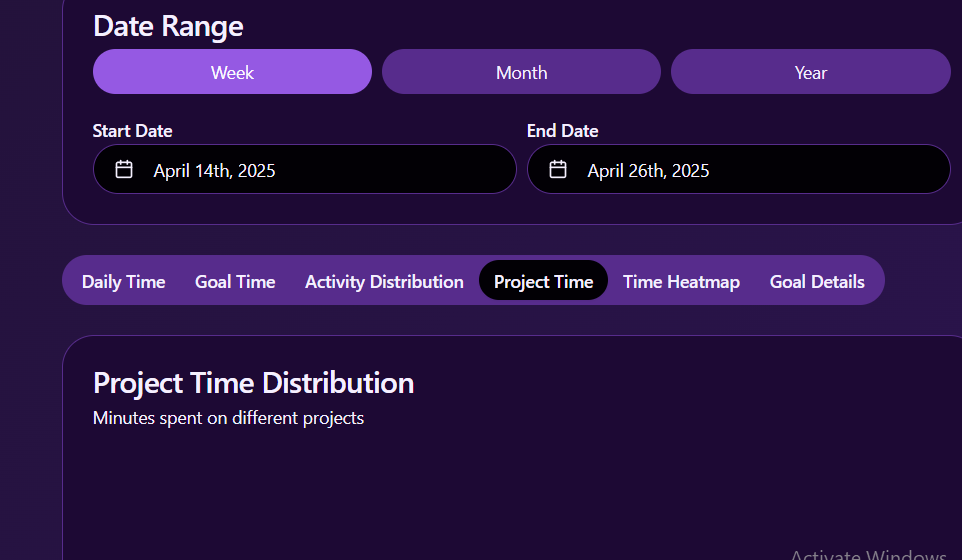 Date Range
Week Month Year
Start Date End Date
April 14th, 2025 April 26th, 2025
Daily Time Goal Time Activity Distribution Project Time Time Heatmap Goal Details
Project Time Distribution
Minutes spent on different projects
Activate Windows